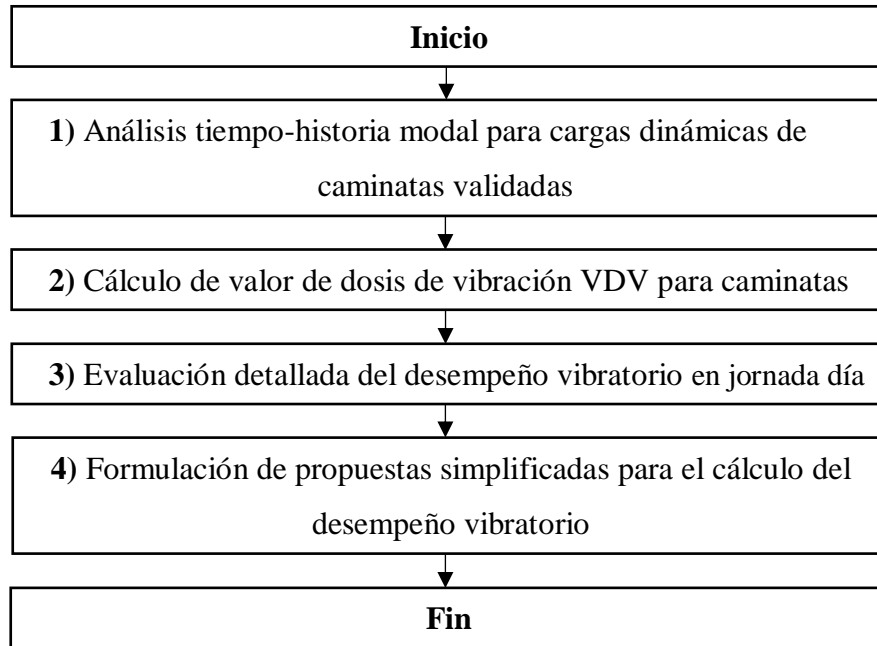 Inicio
1) Análisis tiempo-historia modal para cargas dinámicas de
caminatas validadas
2) Cálculo de valor de dosis de vibración VDV para caminatas
3) Evaluación detallada del desempeño vibratorio en jornada día
4) Formulación de propuestas simplificadas para el cálculo del
desempeño vibratorio
Fin